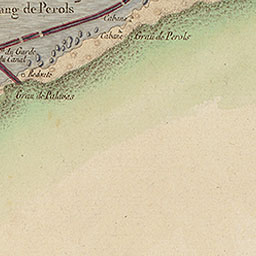 ang de Perols
Cabane
Cabane
Grau de Perols
du Garde
du Canal
Redoute
Grau de Palavas